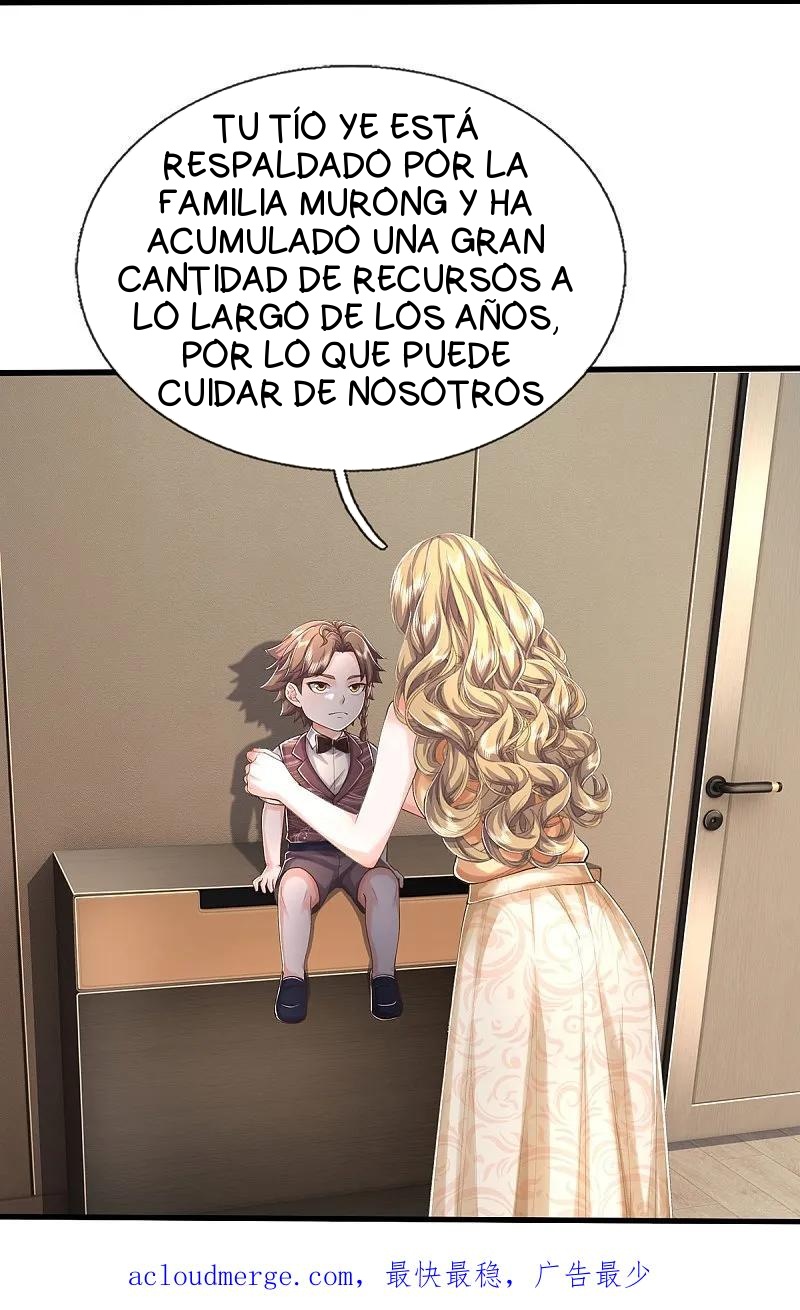 TU TÍO YE ESTÁ
RESPALDADO POR LA
FAMILIA MURONG Y HA
ACUMULADO UNA GRAN
CANTIDAD DE RECURSOS A
LO LARGO DE LOS AÑOS,
POR LO QUE PUEDE
CUIDAR DE NOSOTROS
acloudmerge.com，最快最稳，广告最少